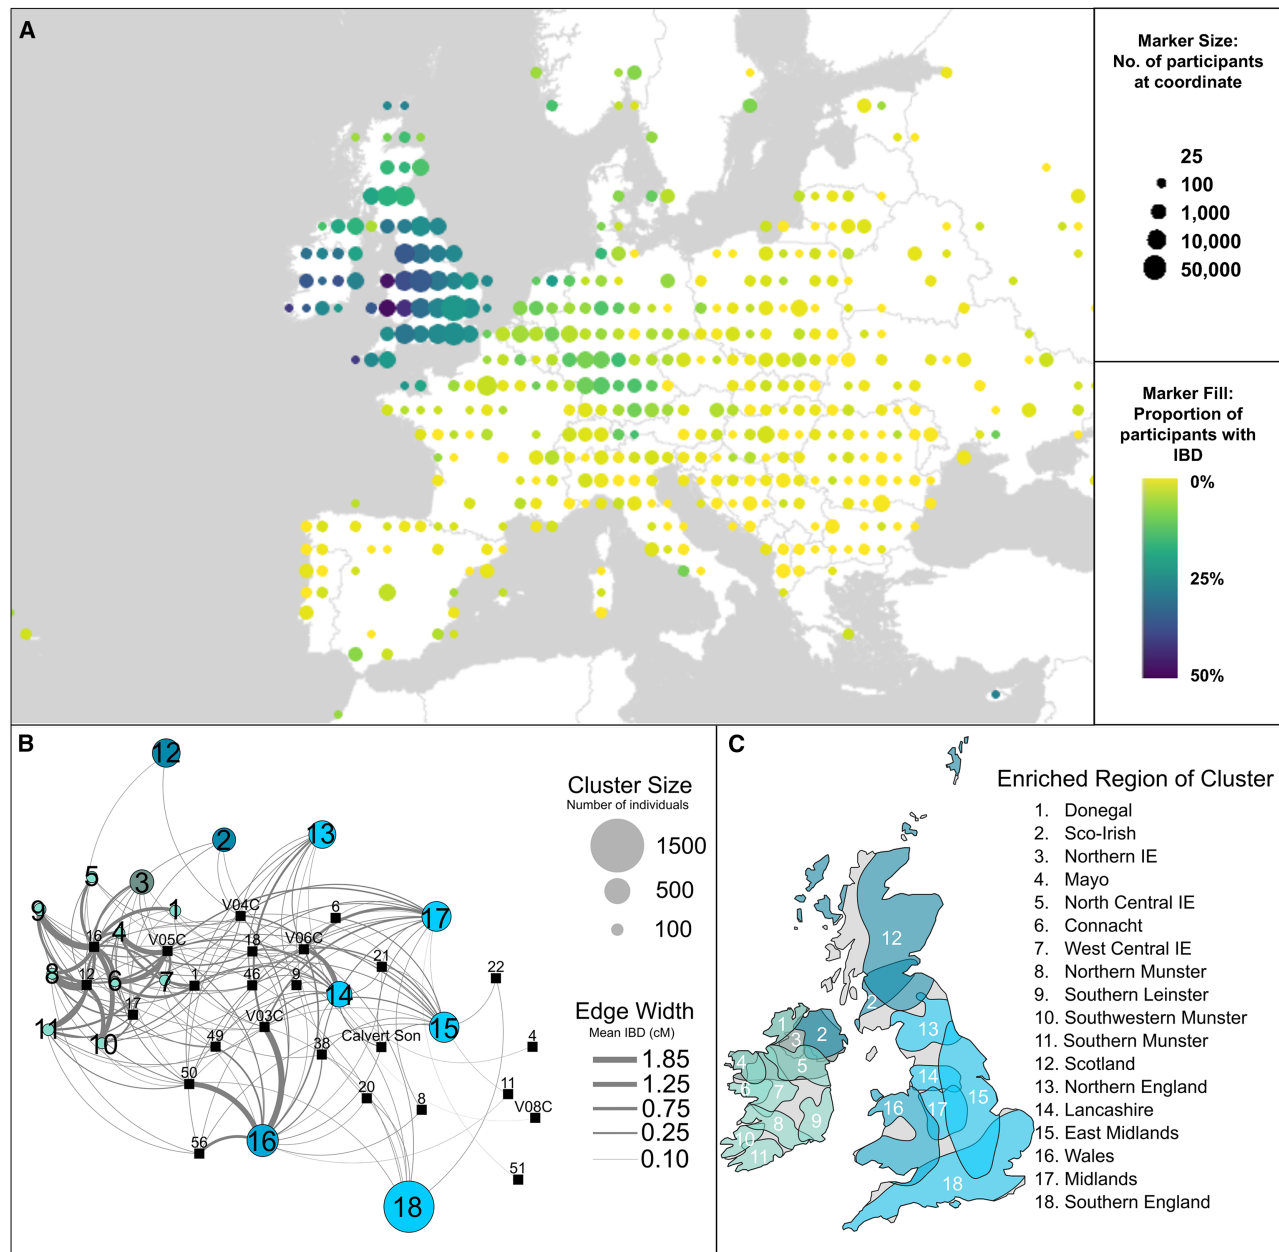 A
Marker Size:
No. of participants
at coordinate
25
100
1,000
10,000
50,000
Marker Fill:
Proportion of
participants with
IBD
0%
25%
50%
B
12
2
13
5
3
9
1
V04C
6
17
4
16
V05C
18
V06C
21
22
8
12
6
7
1
46
9
14
17
V03C
15
11
10
49
38
Calvert Son
4
50
20
8
11
V08C
56
16
51
18
Cluster Size
Number of individuals
1500
500
100
Edge Width
Mean IBD (cM)
1.85
1.25
0.75
0.25
0.10
C
12
2
1
2
3
13
4
5
14
15
6
7
16
17
8
9
10
11
18
Enriched Region of Cluster
1. Donegal
2. Sco-Irish
3. Northern IE
4. Mayo
5. North Central IE
6. Connacht
7. West Central IE
8. Northern Munster
9. Southern Leinster
10. Southwestern Munster
11. Southern Munster
12. Scotland
13. Northern England
14. Lancashire
15. East Midlands
16. Wales
17. Midlands
18. Southern England